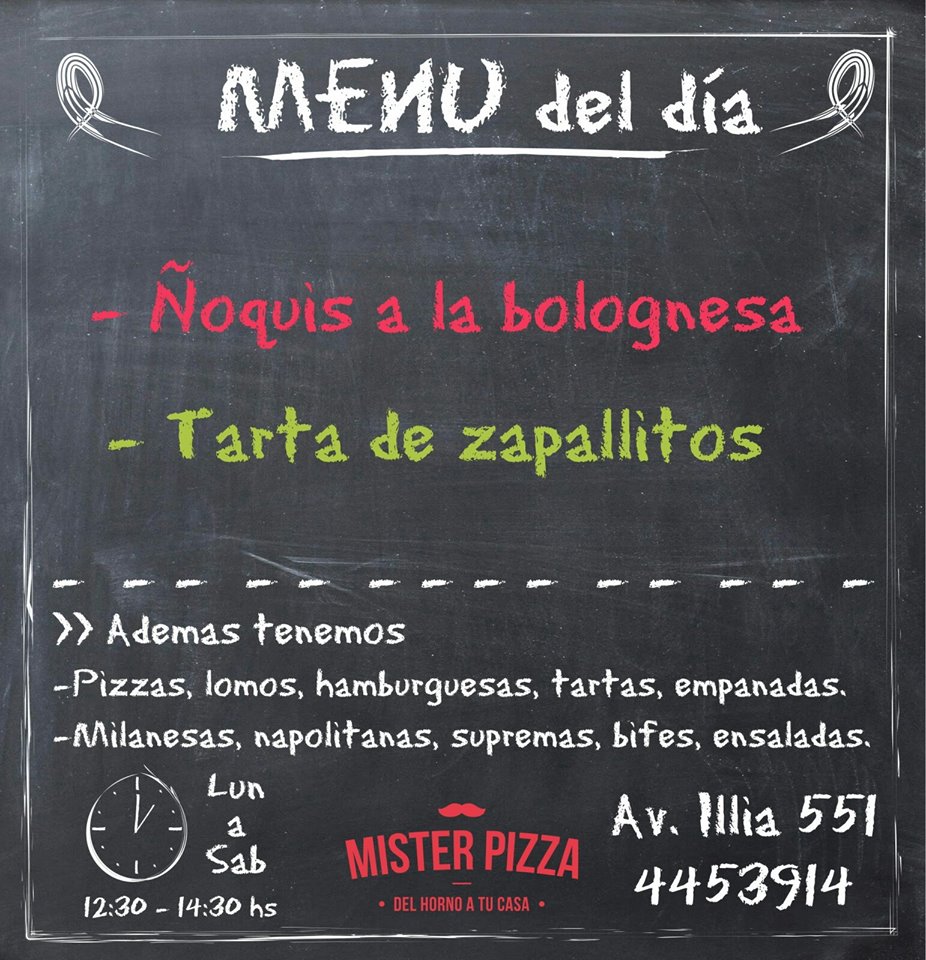 MENU del día
- Ñoquis a la bolognesa
- Tarta de zapallitos
>> Ademas tenemos
-Pizzas, lomos, hamburguesas, tartas, empanadas.
-Milanesas, napolitanas, supremas, bifes, ensaladas.
Lun
a
Sab
12:30 - 14:30 hs
MISTER PIZZA
• DEL HORNO A TU CASA •
Av. Illia 551
4453914